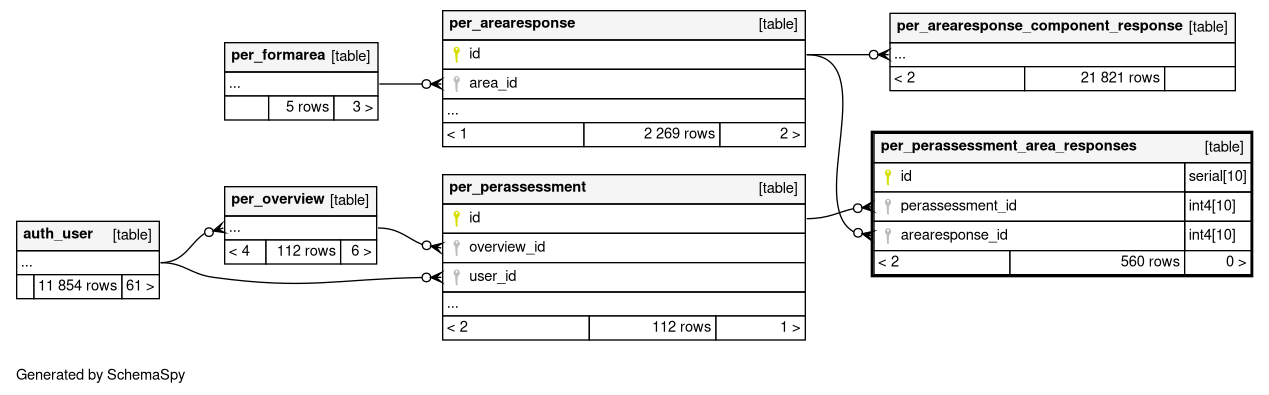 per_formarea [table]
...
5 rows 3 >
per_arearesponse [table]
id
area_id
...
< 1 2 269 rows 2 >
per_arearesponse_component_response [table]
...
< 2 21 821 rows
per_perassessment_area_responses [table]
id serial[10]
perassessment_id int4[10]
arearesponse_id int4[10]
< 2 560 rows 0 >
auth_user [table]
...
11 854 rows 61 >
per_overview [table]
...
< 4 112 rows 6 >
per_perassessment [table]
id
overview_id
user_id
...
< 2 112 rows 1 >
Generated by SchemaSpy